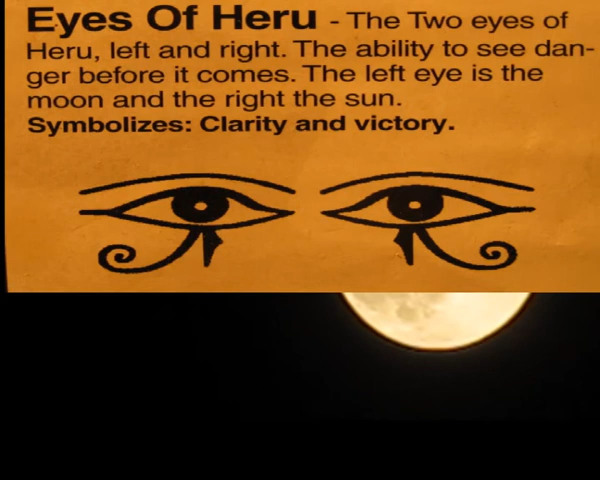 Eyes Of Heru - The Two eyes of
Heru, left and right. The ability to see dan-
ger before it comes. The left eye is the
moon and the right the sun.
Symbolizes: Clarity and victory.